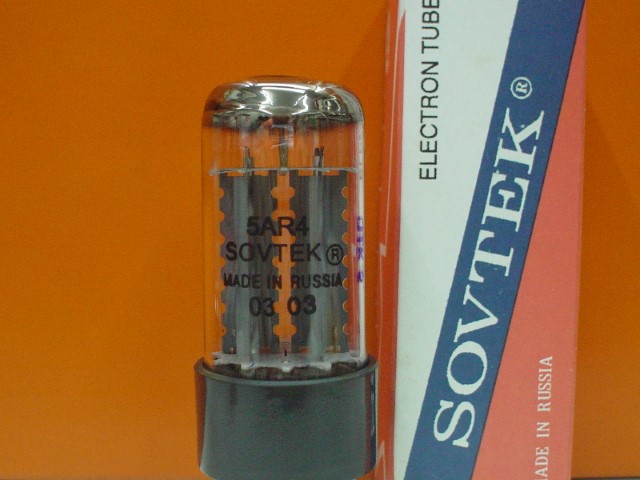 5AR4
SOVTEK®
MADE IN RUSSIA
03 03
ELECTRON TUBE
SOVTEK®
MADE IN RUSSIA